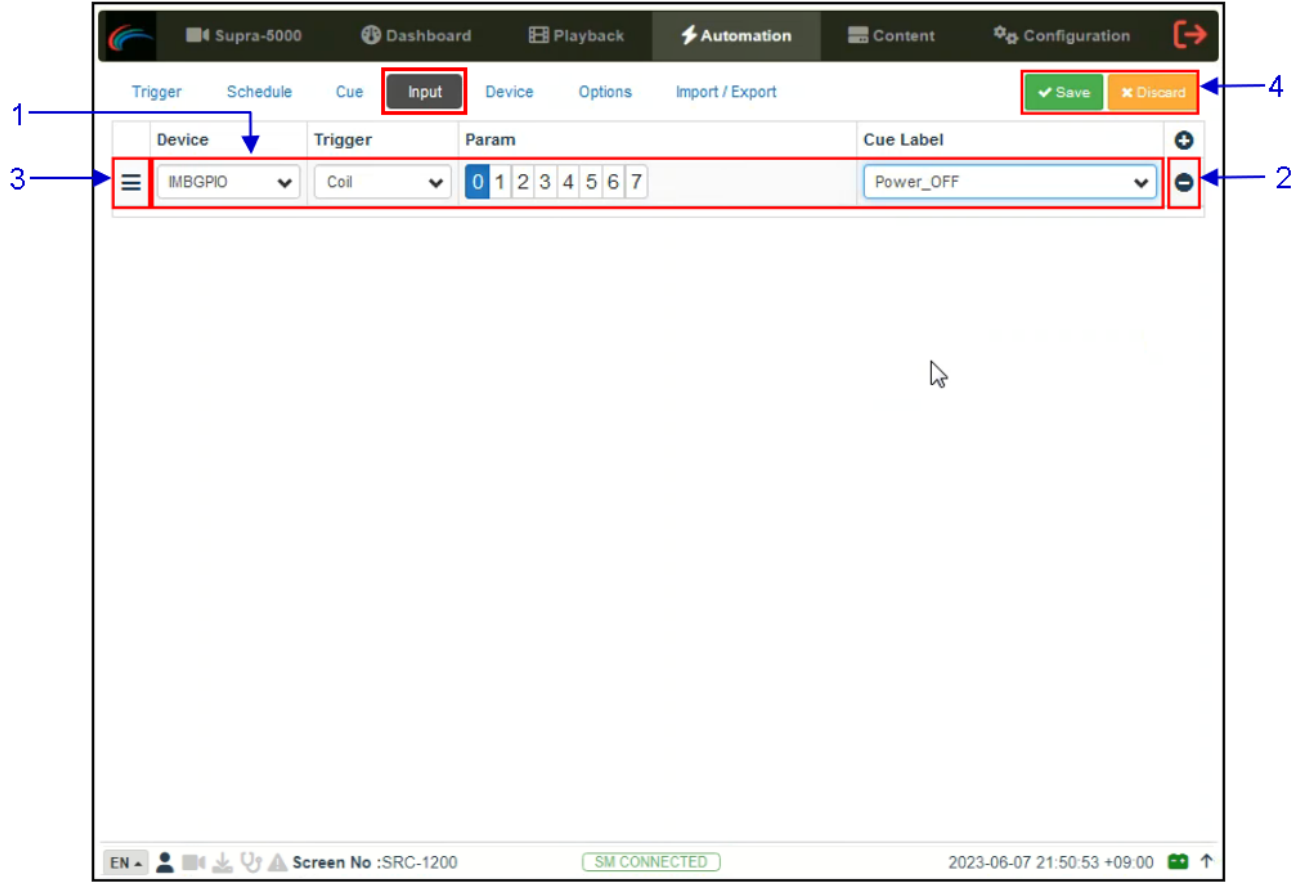 Supra-5000 Dashboard Playback Automation Content Configuration
Trigger Schedule Cue Input Device Options Import / Export Save Discard 4
1
Device Trigger Param Cue Label
3 IMBGPIO Coil 0 1 2 3 4 5 6 7 Power_OFF 2
EN Screen No :SRC-1200 SM CONNECTED 2023-06-07 21:50:53 +09:00